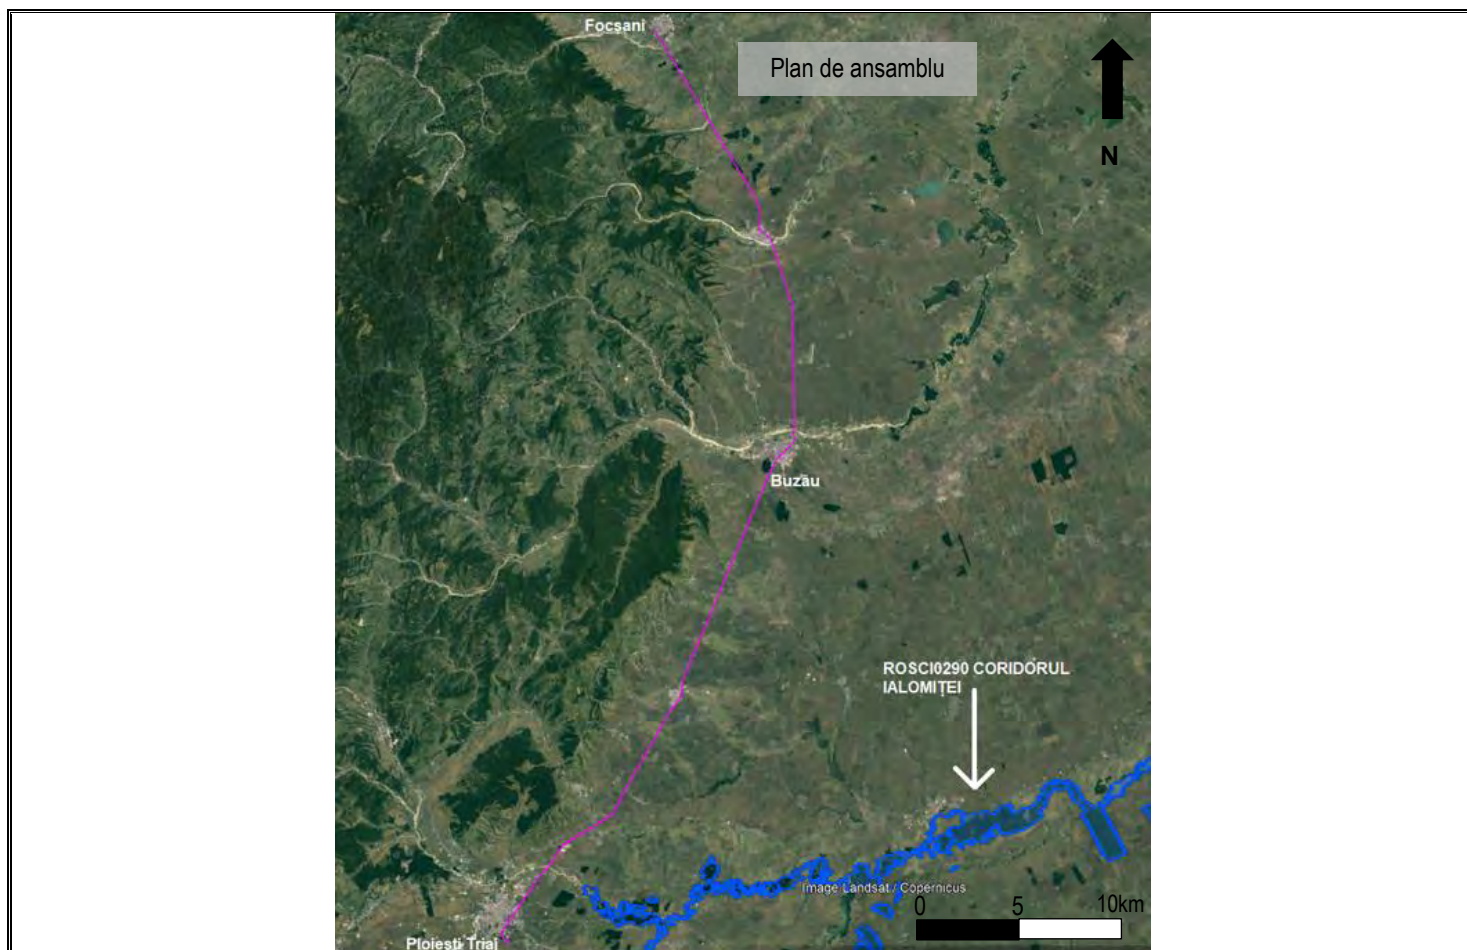 Focșani
Plan de ansamblu
N
Buzău
ROSCI0290 CORIDORUL
IALOMIȚEI
Image Landsat / Copernicus
0 5 10km
Ploiești Triaj